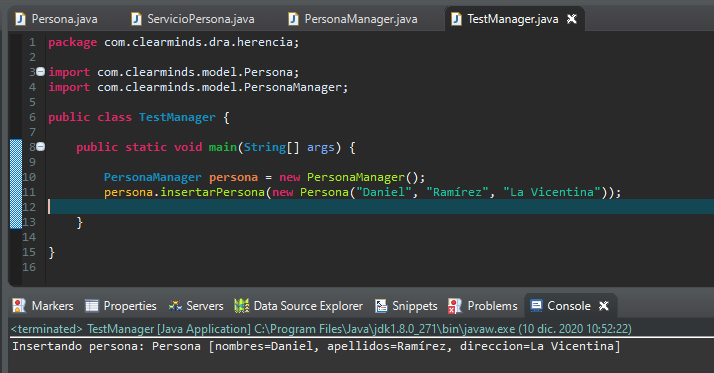 Persona.java ServicioPersona.java PersonaManager.java TestManager.java
1 package com.clearminds.dra.herencia;
2
3 import com.clearminds.model.Persona;
4 import com.clearminds.model.PersonaManager;
5
6 public class TestManager {
7
8 public static void main(String[] args) {
9
10 PersonaManager persona = new PersonaManager();
11 persona.insertarPersona(new Persona("Daniel", "Ramírez", "La Vicentina"));
12
13 }
14
15 }
16
Markers Properties Servers Data Source Explorer Snippets Problems Console
<terminated> TestManager [Java Application] C:\Program Files\Java\jdk1.8.0_271\bin\javaw.exe (10 dic. 2020 10:52:22)
Insertando persona: Persona [nombres=Daniel, apellidos=Ramírez, direccion=La Vicentina]